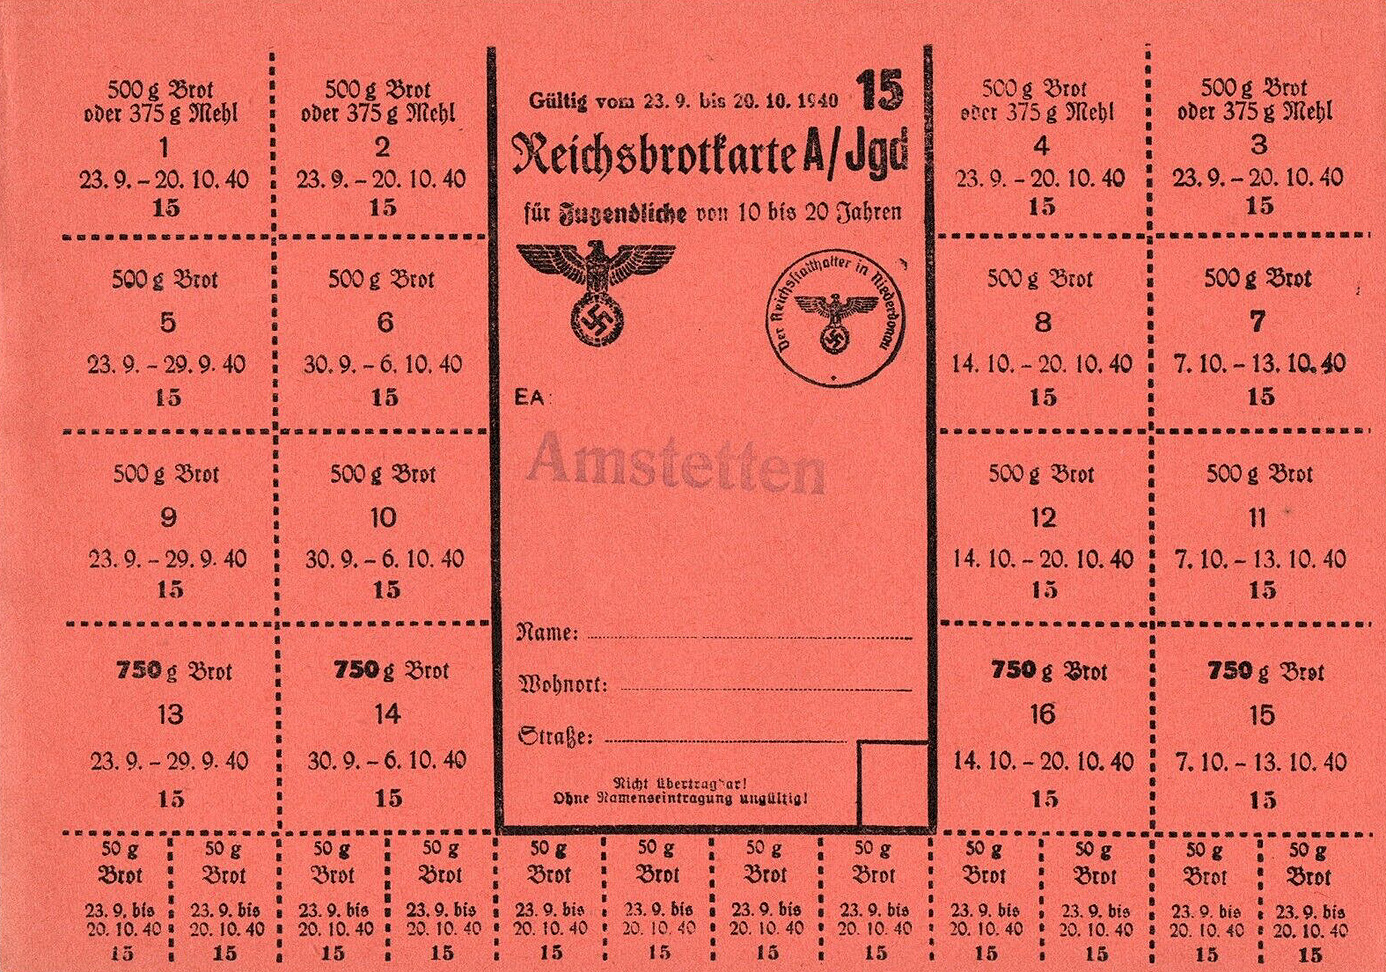 500 g Brot
oder 375 g Mehl
1
23. 9. – 20. 10. 40
15
500 g Brot
oder 375 g Mehl
2
23. 9. – 20. 10. 40
15
Gültig vom 23. 9. bis 20. 10. 1940
15
Reichsbrotkarte A/Jgd
für Jugendliche von 10 bis 20 Jahren
Der Reichsstatthalter in Niederdonau
EA:
Amstetten
Name:
Wohnort:
Straße:
Nicht übertragbar!
Ohne Namenseintragung ungültig!
500 g Brot
oder 375 g Mehl
4
23. 9. – 20. 10. 40
15
500 g Brot
oder 375 g Mehl
3
23. 9. – 20. 10. 40
15
500 g Brot
5
23. 9. – 29. 9. 40
15
500 g Brot
6
30. 9. – 6. 10. 40
15
500 g Brot
8
14. 10. – 20. 10. 40
15
500 g Brot
7
7. 10. – 13. 10. 40
15
500 g Brot
9
23. 9. – 29. 9. 40
15
500 g Brot
10
30. 9. – 6. 10. 40
15
500 g Brot
12
14. 10. – 20. 10. 40
15
500 g Brot
11
7. 10. – 13. 10. 40
15
750 g Brot
13
23. 9. – 29. 9. 40
15
750 g Brot
14
30. 9. – 6. 10. 40
15
750 g Brot
16
14. 10. – 20. 10. 40
15
750 g Brot
15
7. 10. – 13. 10. 40
15
50 g
Brot
23. 9. bis
20. 10. 40
15
50 g
Brot
23. 9. bis
20. 10. 40
15
50 g
Brot
23. 9. bis
20. 10. 40
15
50 g
Brot
23. 9. bis
20. 10. 40
15
50 g
Brot
23. 9. bis
20. 10. 40
15
50 g
Brot
23. 9. bis
20. 10. 40
15
50 g
Brot
23. 9. bis
20. 10. 40
15
50 g
Brot
23. 9. bis
20. 10. 40
15
50 g
Brot
23. 9. bis
20. 10. 40
15
50 g
Brot
23. 9. bis
20. 10. 40
15
50 g
Brot
23. 9. bis
20. 10. 40
15
50 g
Brot
23. 9. bis
20. 10. 40
15